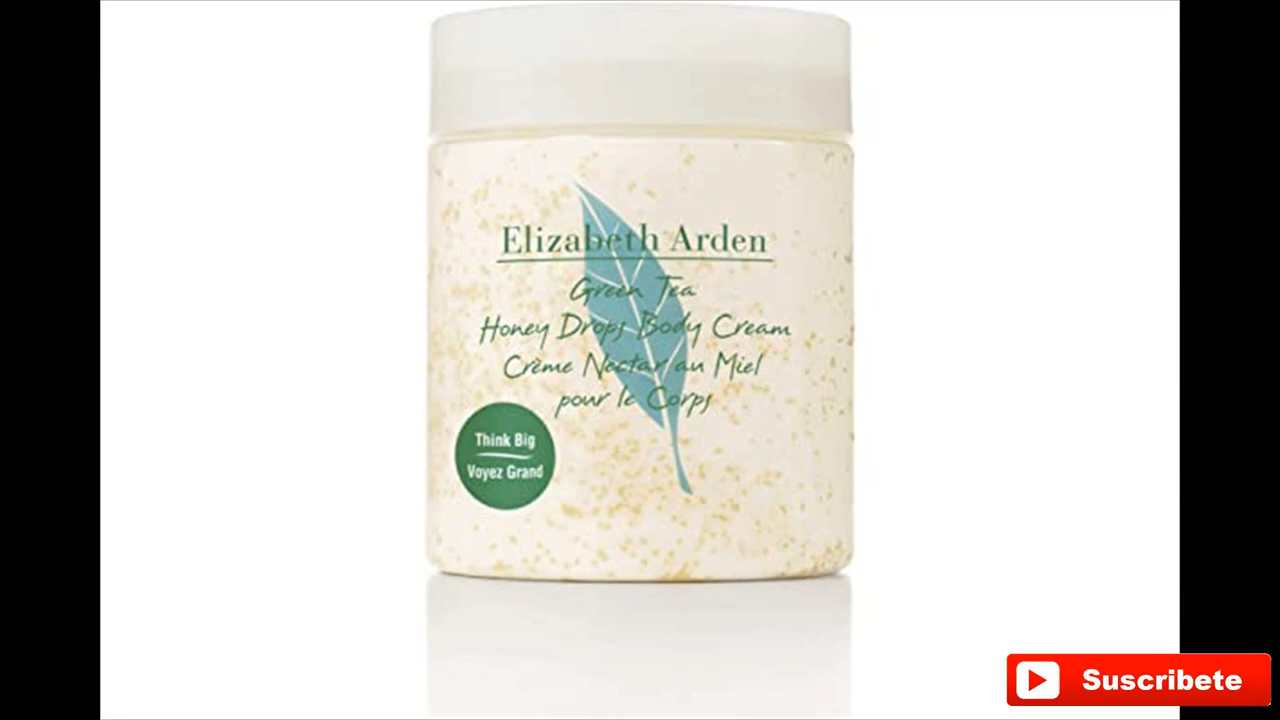 Elizabeth Arden
Green Tea
Honey Drops Body Cream
Crème Nectar au Miel
pour le Corps
Think Big
Voyez Grand
Suscribete